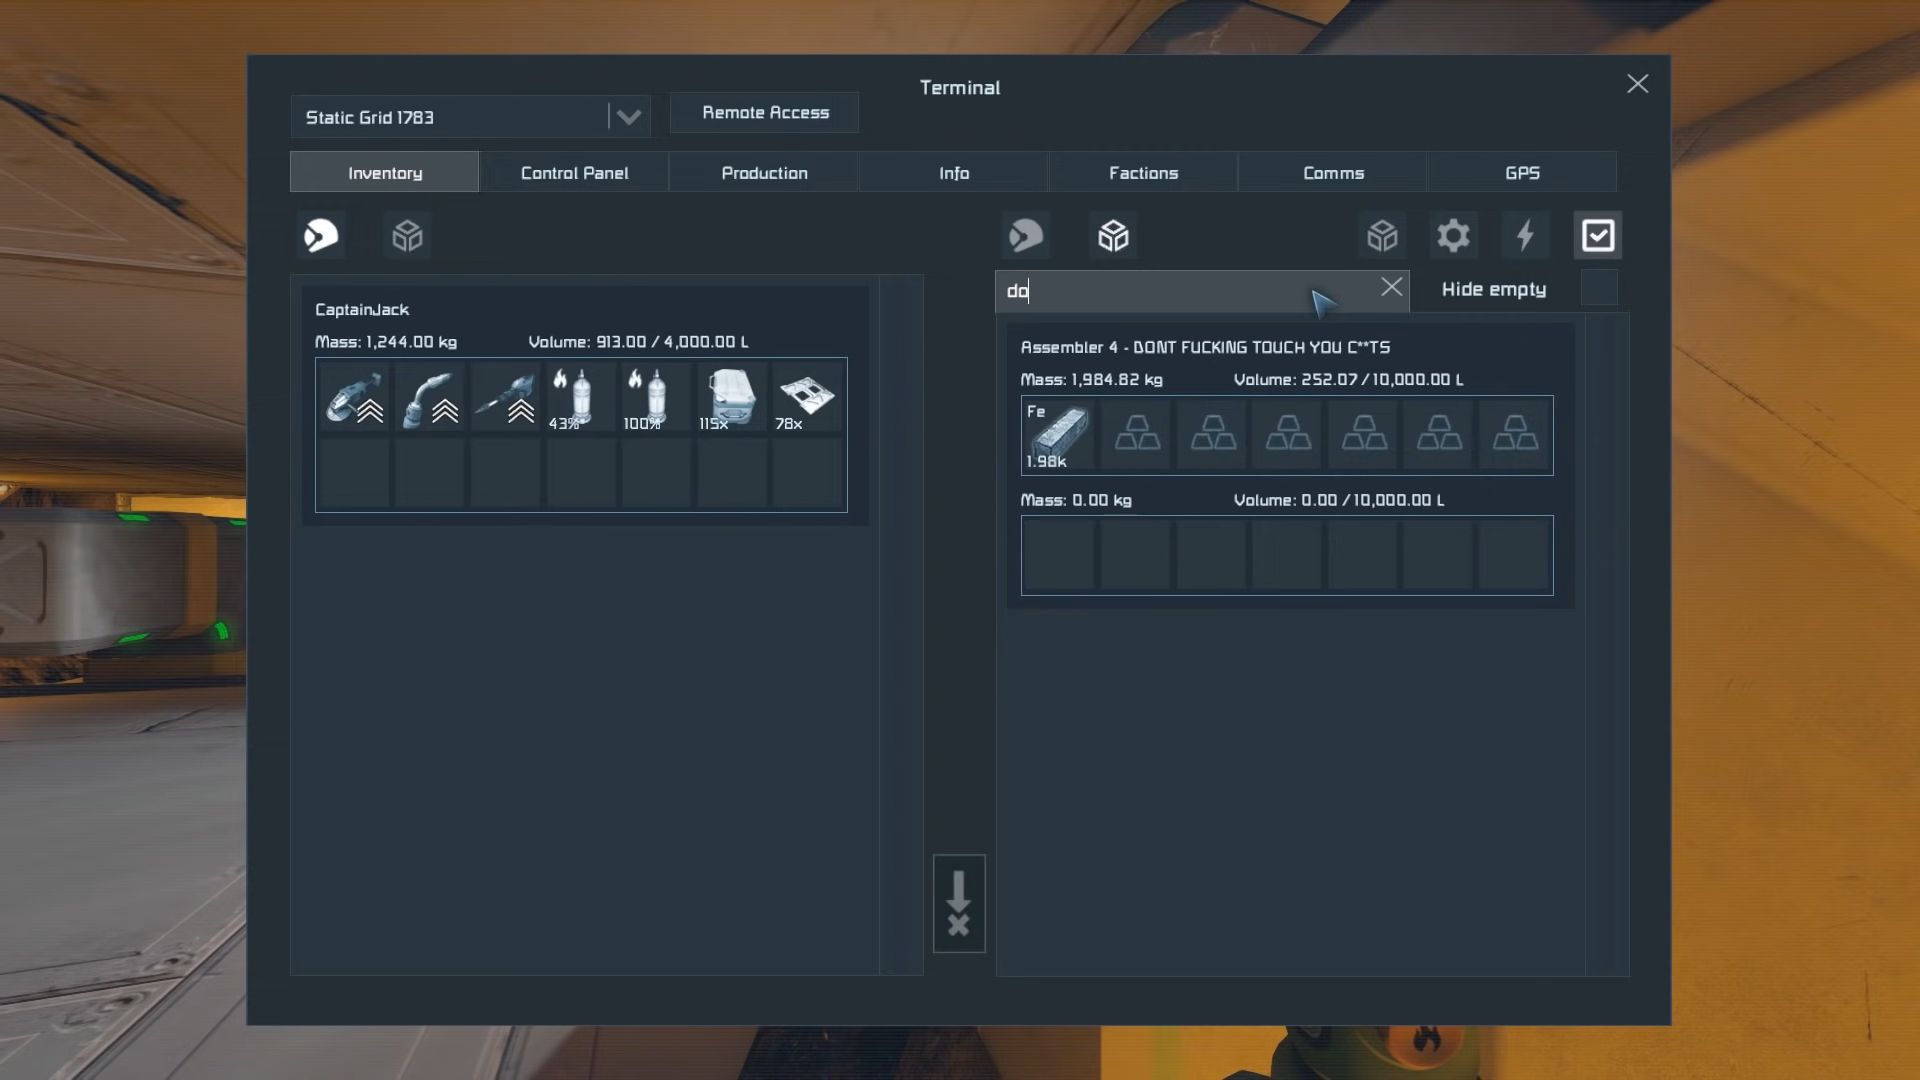 Terminal
Static Grid 1783
Remote Access
Inventory
Control Panel
Production
Info
Factions
Comms
GPS
do
Hide empty
CaptainJack
Mass: 1,244.00 kg
Volume: 913.00 / 4,000.00 L
43%
100%
115x
78x
Assembler 4 - DONT FUCKING TOUCH YOU C**TS
Mass: 1,984.82 kg
Volume: 252.07 / 10,000.00 L
Fe
1.98k
Mass: 0.00 kg
Volume: 0.00 / 10,000.00 L